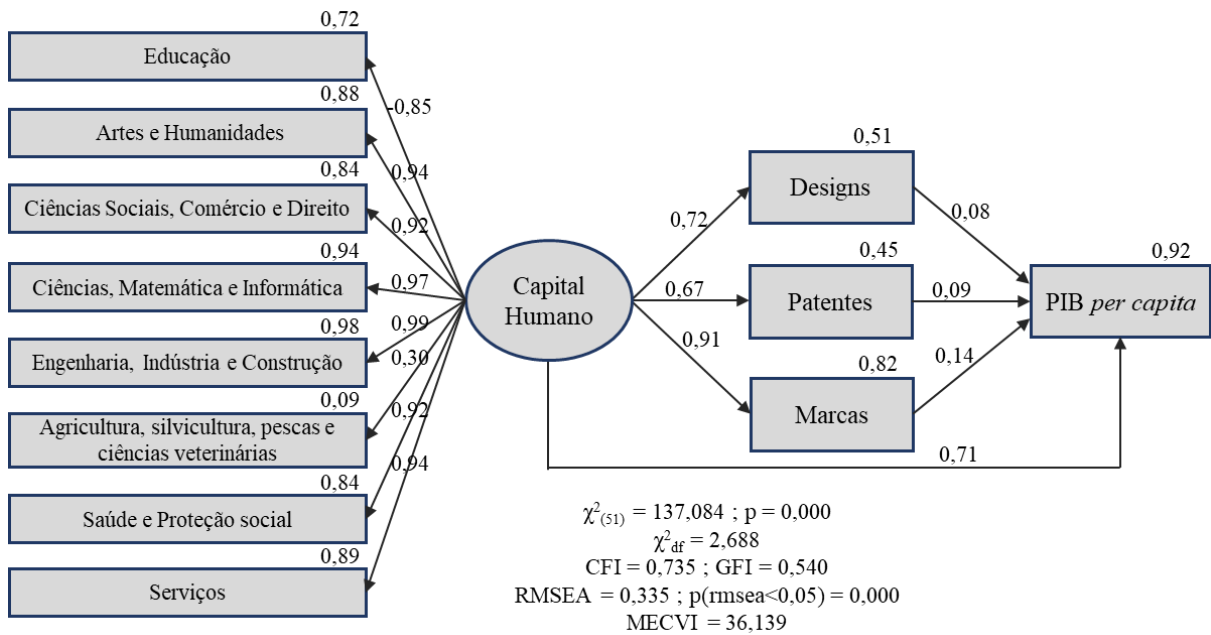 0,72
Educação
0,88
Artes e Humanidades
0,84
Ciências Sociais, Comércio e Direito
0,94
Ciências, Matemática e Informática
0,98
Engenharia, Indústria e Construção
0,09
Agricultura, silvicultura, pescas e
ciências veterinárias
0,84
Saúde e Proteção social
0,89
Serviços
-0,85
0,94
0,92
0,97
0,99
0,30
0,92
0,94
Capital
Humano
0,72
0,67
0,91
0,51
Designs
0,45
Patentes
0,82
Marcas
0,08
0,09
0,14
0,71
0,92
PIB per capita
χ²(51) = 137,084 ; p = 0,000
χ²df = 2,688
CFI = 0,735 ; GFI = 0,540
RMSEA = 0,335 ; p(rmsea<0,05) = 0,000
MECVI = 36,139